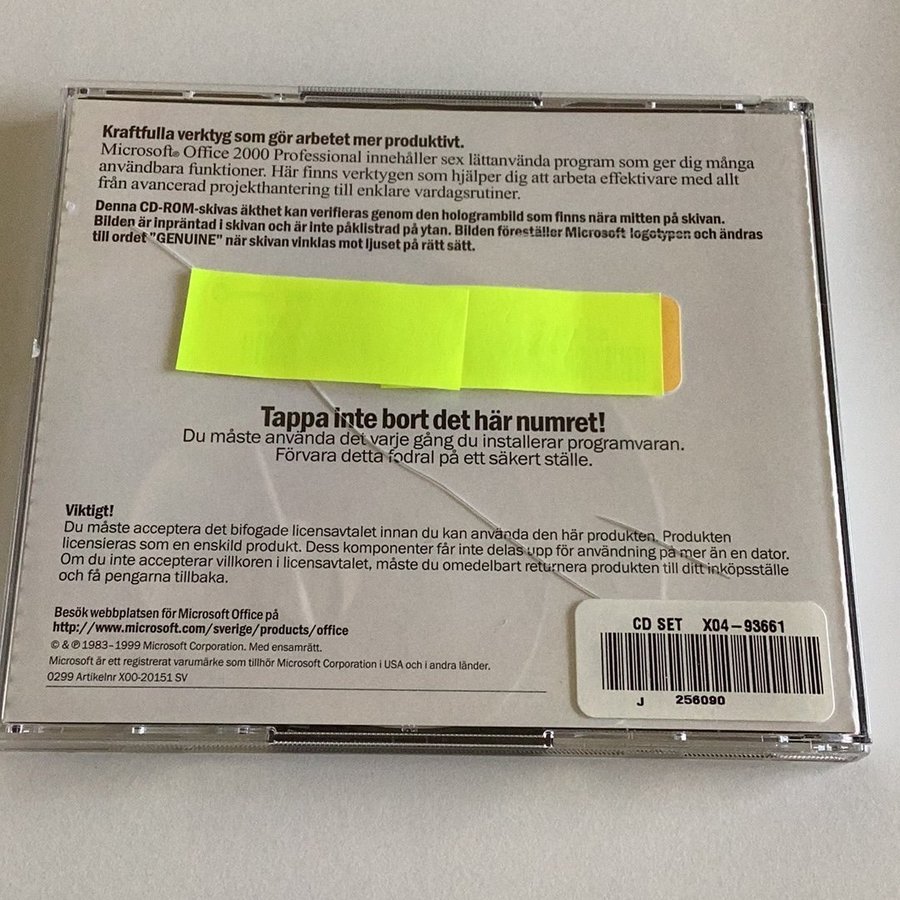 Kraftfulla verktyg som gör arbetet mer produktivt.
Microsoft® Office 2000 Professional innehåller sex lättanvända program som ger dig många
användbara funktioner. Här finns verktygen som hjälper dig att arbeta effektivare med allt
från avancerad projekthantering till enklare vardagsrutiner.
Denna CD-ROM-skivas äkthet kan verifieras genom den hologrambild som finns nära mitten på skivan.
Bilden är inpräntad i skivan och är inte påklistrad på ytan. Bilden föreställer Microsoft logotypen och ändras
till ordet "GENUINE" när skivan vinklas mot ljuset på rätt sätt.
Tappa inte bort det här numret!
Du måste använda det varje gång du installerar programvaran.
Förvara detta fodral på ett säkert ställe.
Viktigt!
Du måste acceptera det bifogade licensavtalet innan du kan använda den här produkten. Produkten
licensieras som en enskild produkt. Dess komponenter får inte delas upp för användning på mer än en dator.
Om du inte accepterar villkoren i licensavtalet, måste du omedelbart returnera produkten till ditt inköpsställe
och få pengarna tillbaka.
Besök webbplatsen för Microsoft Office på
http://www.microsoft.com/sverige/products/office
© & ℗ 1983–1999 Microsoft Corporation. Med ensamrätt.
Microsoft är ett registrerat varumärke som tillhör Microsoft Corporation i USA och i andra länder.
0299 Artikelnr X00-20151 SV
CD SET X04-93661
J 256090